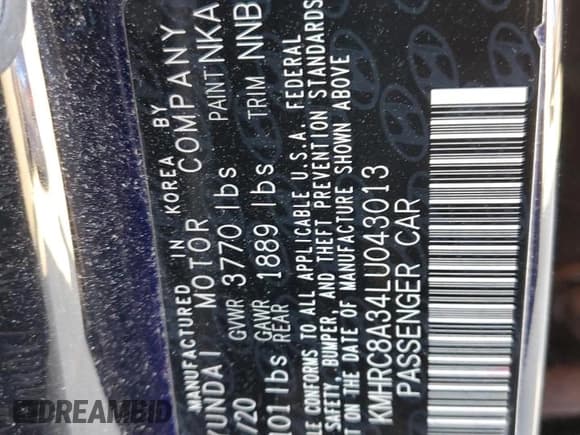 MANUFACTURED IN KOREA BY
YUNDAI MOTOR COMPANY
/20 GVWR 3770 lbs PAINT NKA
101 lbs GAWR REAR 1889 lbs TRIM NNB
LE CONFORMS TO ALL APPLICABLE U.S.A. FEDERAL
SAFETY, BUMPER, AND THEFT PREVENTION STANDARDS
T ON THE DATE OF MANUFACTURE SHOWN ABOVE
KMHRC8A34LU043013
PASSENGER CAR
DREAMBID